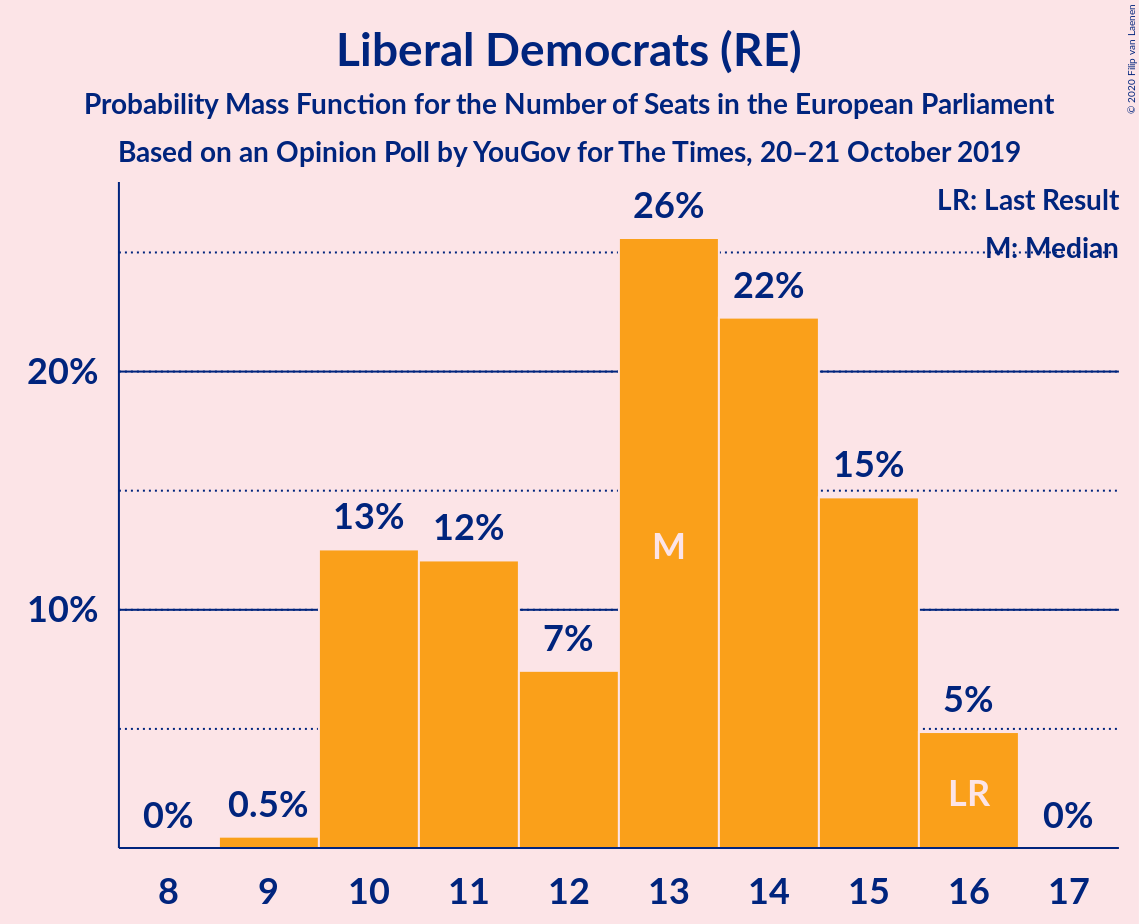 Liberal Democrats (RE)
Probability Mass Function for the Number of Seats in the European Parliament
Based on an Opinion Poll by YouGov for The Times, 20–21 October 2019
© 2020 Filip van Laenen
LR: Last Result
M: Median
26%
22%
20%
15%
13%
12%
M
10%
7%
5%
LR
0.5%
0%
0%
8 9 10 11 12 13 14 15 16 17